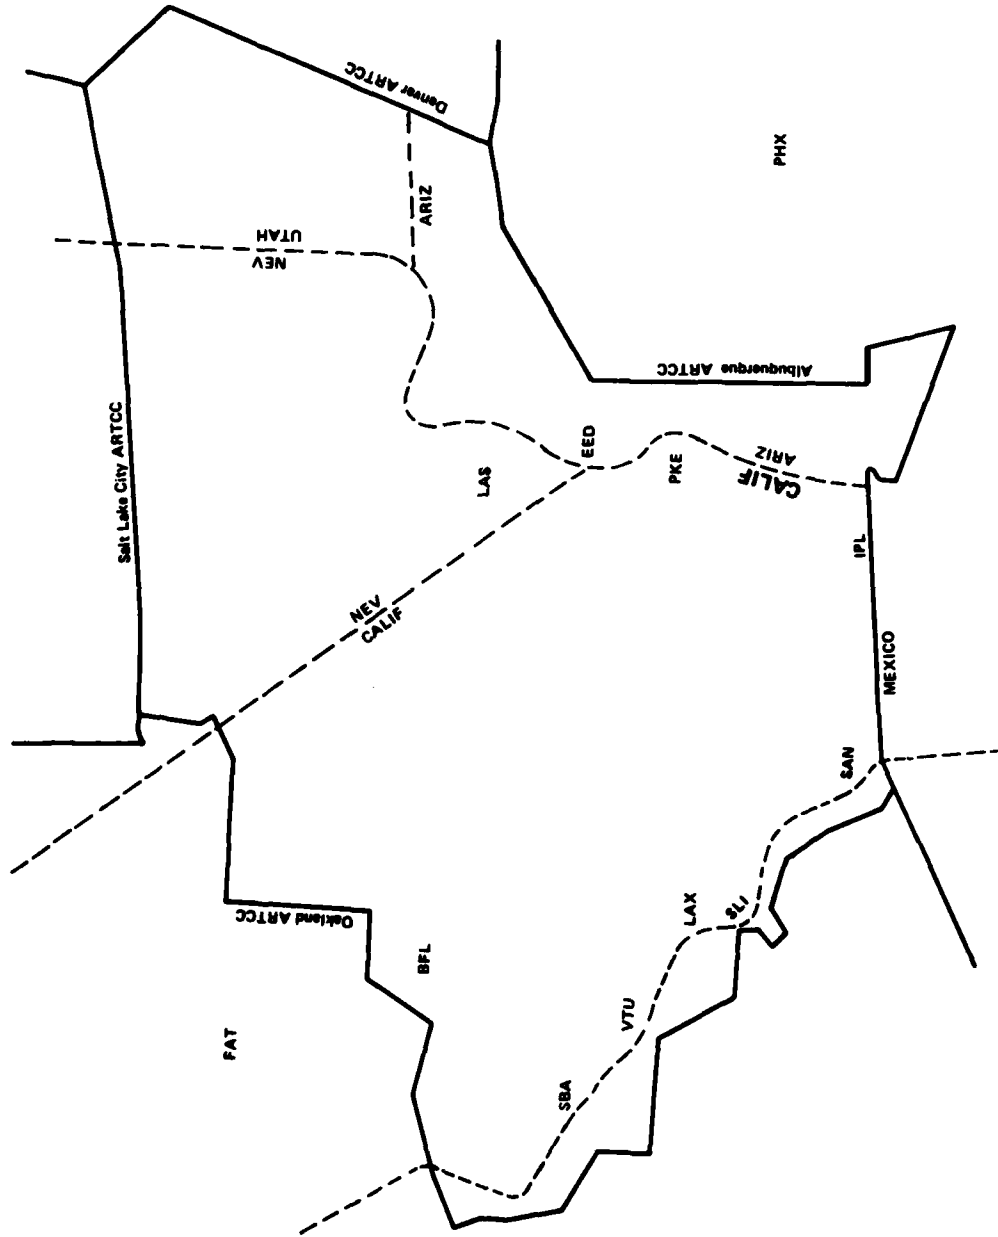 Salt Lake City ARTCC
Denver ARTCC
UTAH
NEV
ARIZ
PHX
Albuquerque ARTCC
EED
LAS
PKE
ARIZ
CALIF
NEV
CALIF
IPL
MEXICO
SAN
Oakland ARTCC
BFL
LAX
SLI
FAT
VTU
SBA